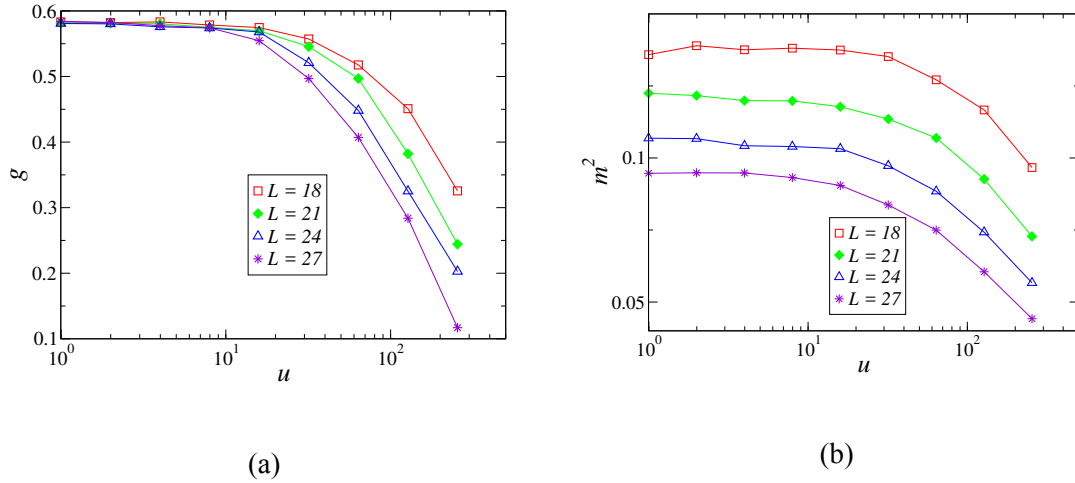 0.6
0.5
0.4
0.3
0.2
0.1
g
10^0
10^1
10^2
u
L = 18
L = 21
L = 24
L = 27
(a)
0.1
0.05
m^2
10^0
10^1
10^2
u
L = 18
L = 21
L = 24
L = 27
(b)